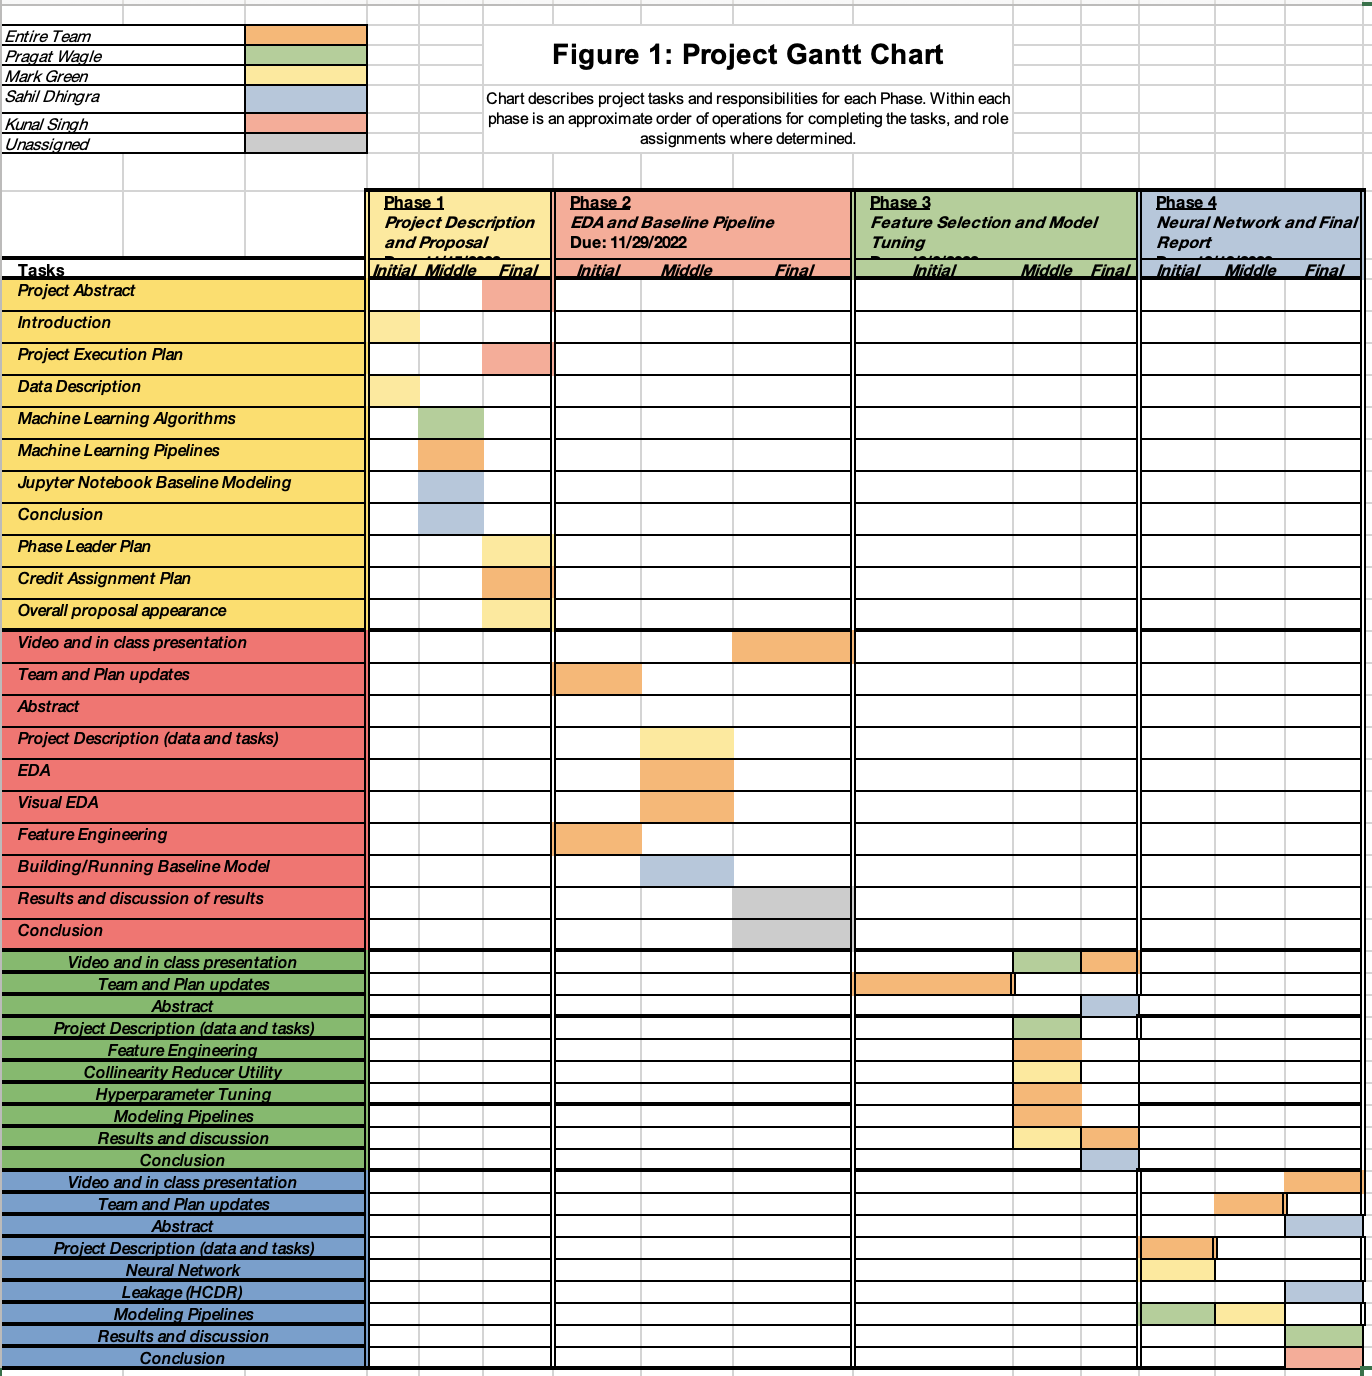 Entire Team
Pragat Wagle
Mark Green
Sahil Dhingra
Kunal Singh
Unassigned
Figure 1: Project Gantt Chart
Chart describes project tasks and responsibilities for each Phase. Within each
phase is an approximate order of operations for completing the tasks, and role
assignments where determined.
Phase 1
Project Description
and Proposal
Phase 2
EDA and Baseline Pipeline
Due: 11/29/2022
Phase 3
Feature Selection and Model
Tuning
Phase 4
Neural Network and Final
Report
Tasks
Initial Middle Final
Initial Middle Final
Initial Middle Final
Initial Middle Final
Project Abstract
Introduction
Project Execution Plan
Data Description
Machine Learning Algorithms
Machine Learning Pipelines
Jupyter Notebook Baseline Modeling
Conclusion
Phase Leader Plan
Credit Assignment Plan
Overall proposal appearance
Video and in class presentation
Team and Plan updates
Abstract
Project Description (data and tasks)
EDA
Visual EDA
Feature Engineering
Building/Running Baseline Model
Results and discussion of results
Conclusion
Video and in class presentation
Team and Plan updates
Abstract
Project Description (data and tasks)
Feature Engineering
Collinearity Reducer Utility
Hyperparameter Tuning
Modeling Pipelines
Results and discussion
Conclusion
Video and in class presentation
Team and Plan updates
Abstract
Project Description (data and tasks)
Neural Network
Leakage (HCDR)
Modeling Pipelines
Results and discussion
Conclusion